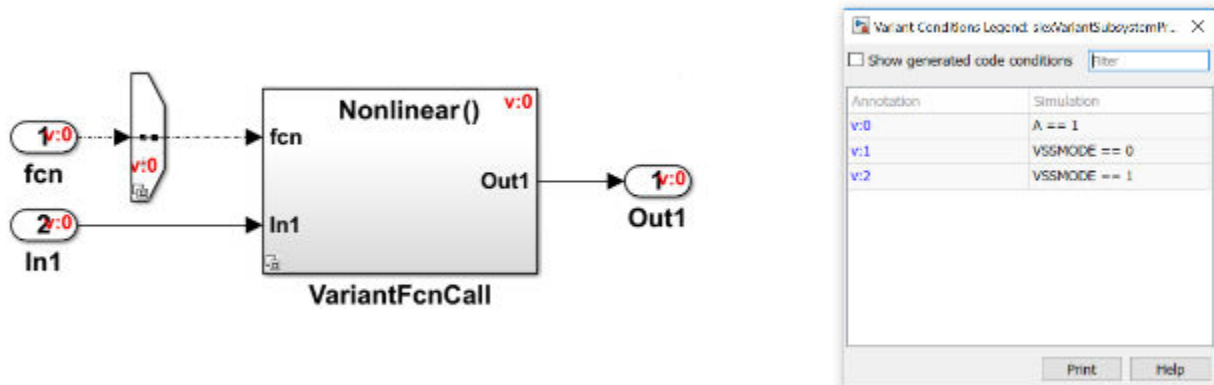 Nonlinear()
v:0
1
v:0
fcn
v:0
fcn
Out1
1
v:0
Out1
2
v:0
In1
In1
VariantFcnCall
Variant Conditions Legend: slexVariantSubsystemPr...
Show generated code conditions
Filter
Annotation Simulation
v:0 A == 1
v:1 VSSMODE == 0
v:2 VSSMODE == 1
Print Help